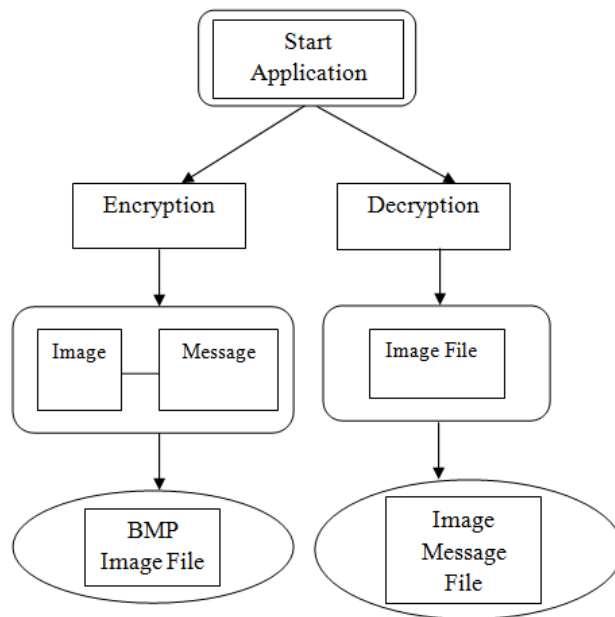 Start
Application
Encryption
Decryption
Image
Message
Image File
BMP
Image File
Image
Message
File